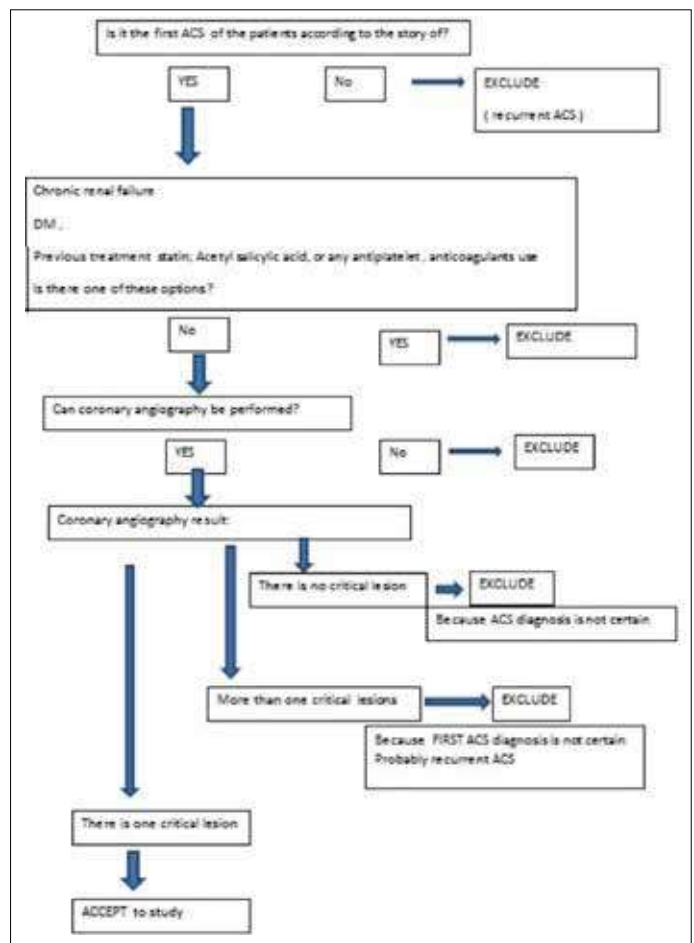 Is it the first ACS of the patients according to the story of?
YES
No
EXCLUDE
( recurrent ACS )
Chronic renal failure
DM ,
Previous treatment statin; Acetyl salicylic acid, or any antiplatelet , anticoagulants use
Is there one of these options?
No
YES
EXCLUDE
Can coronary angiography be performed?
YES
No
EXCLUDE
Coronary angiography result:
There is no critical lesion
EXCLUDE
Because ACS diagnosis is not certain
More than one critical lesions
EXCLUDE
Because FIRST ACS diagnosis is not certain
Probably recurrent ACS
There is one critical lesion
ACCEPT to study